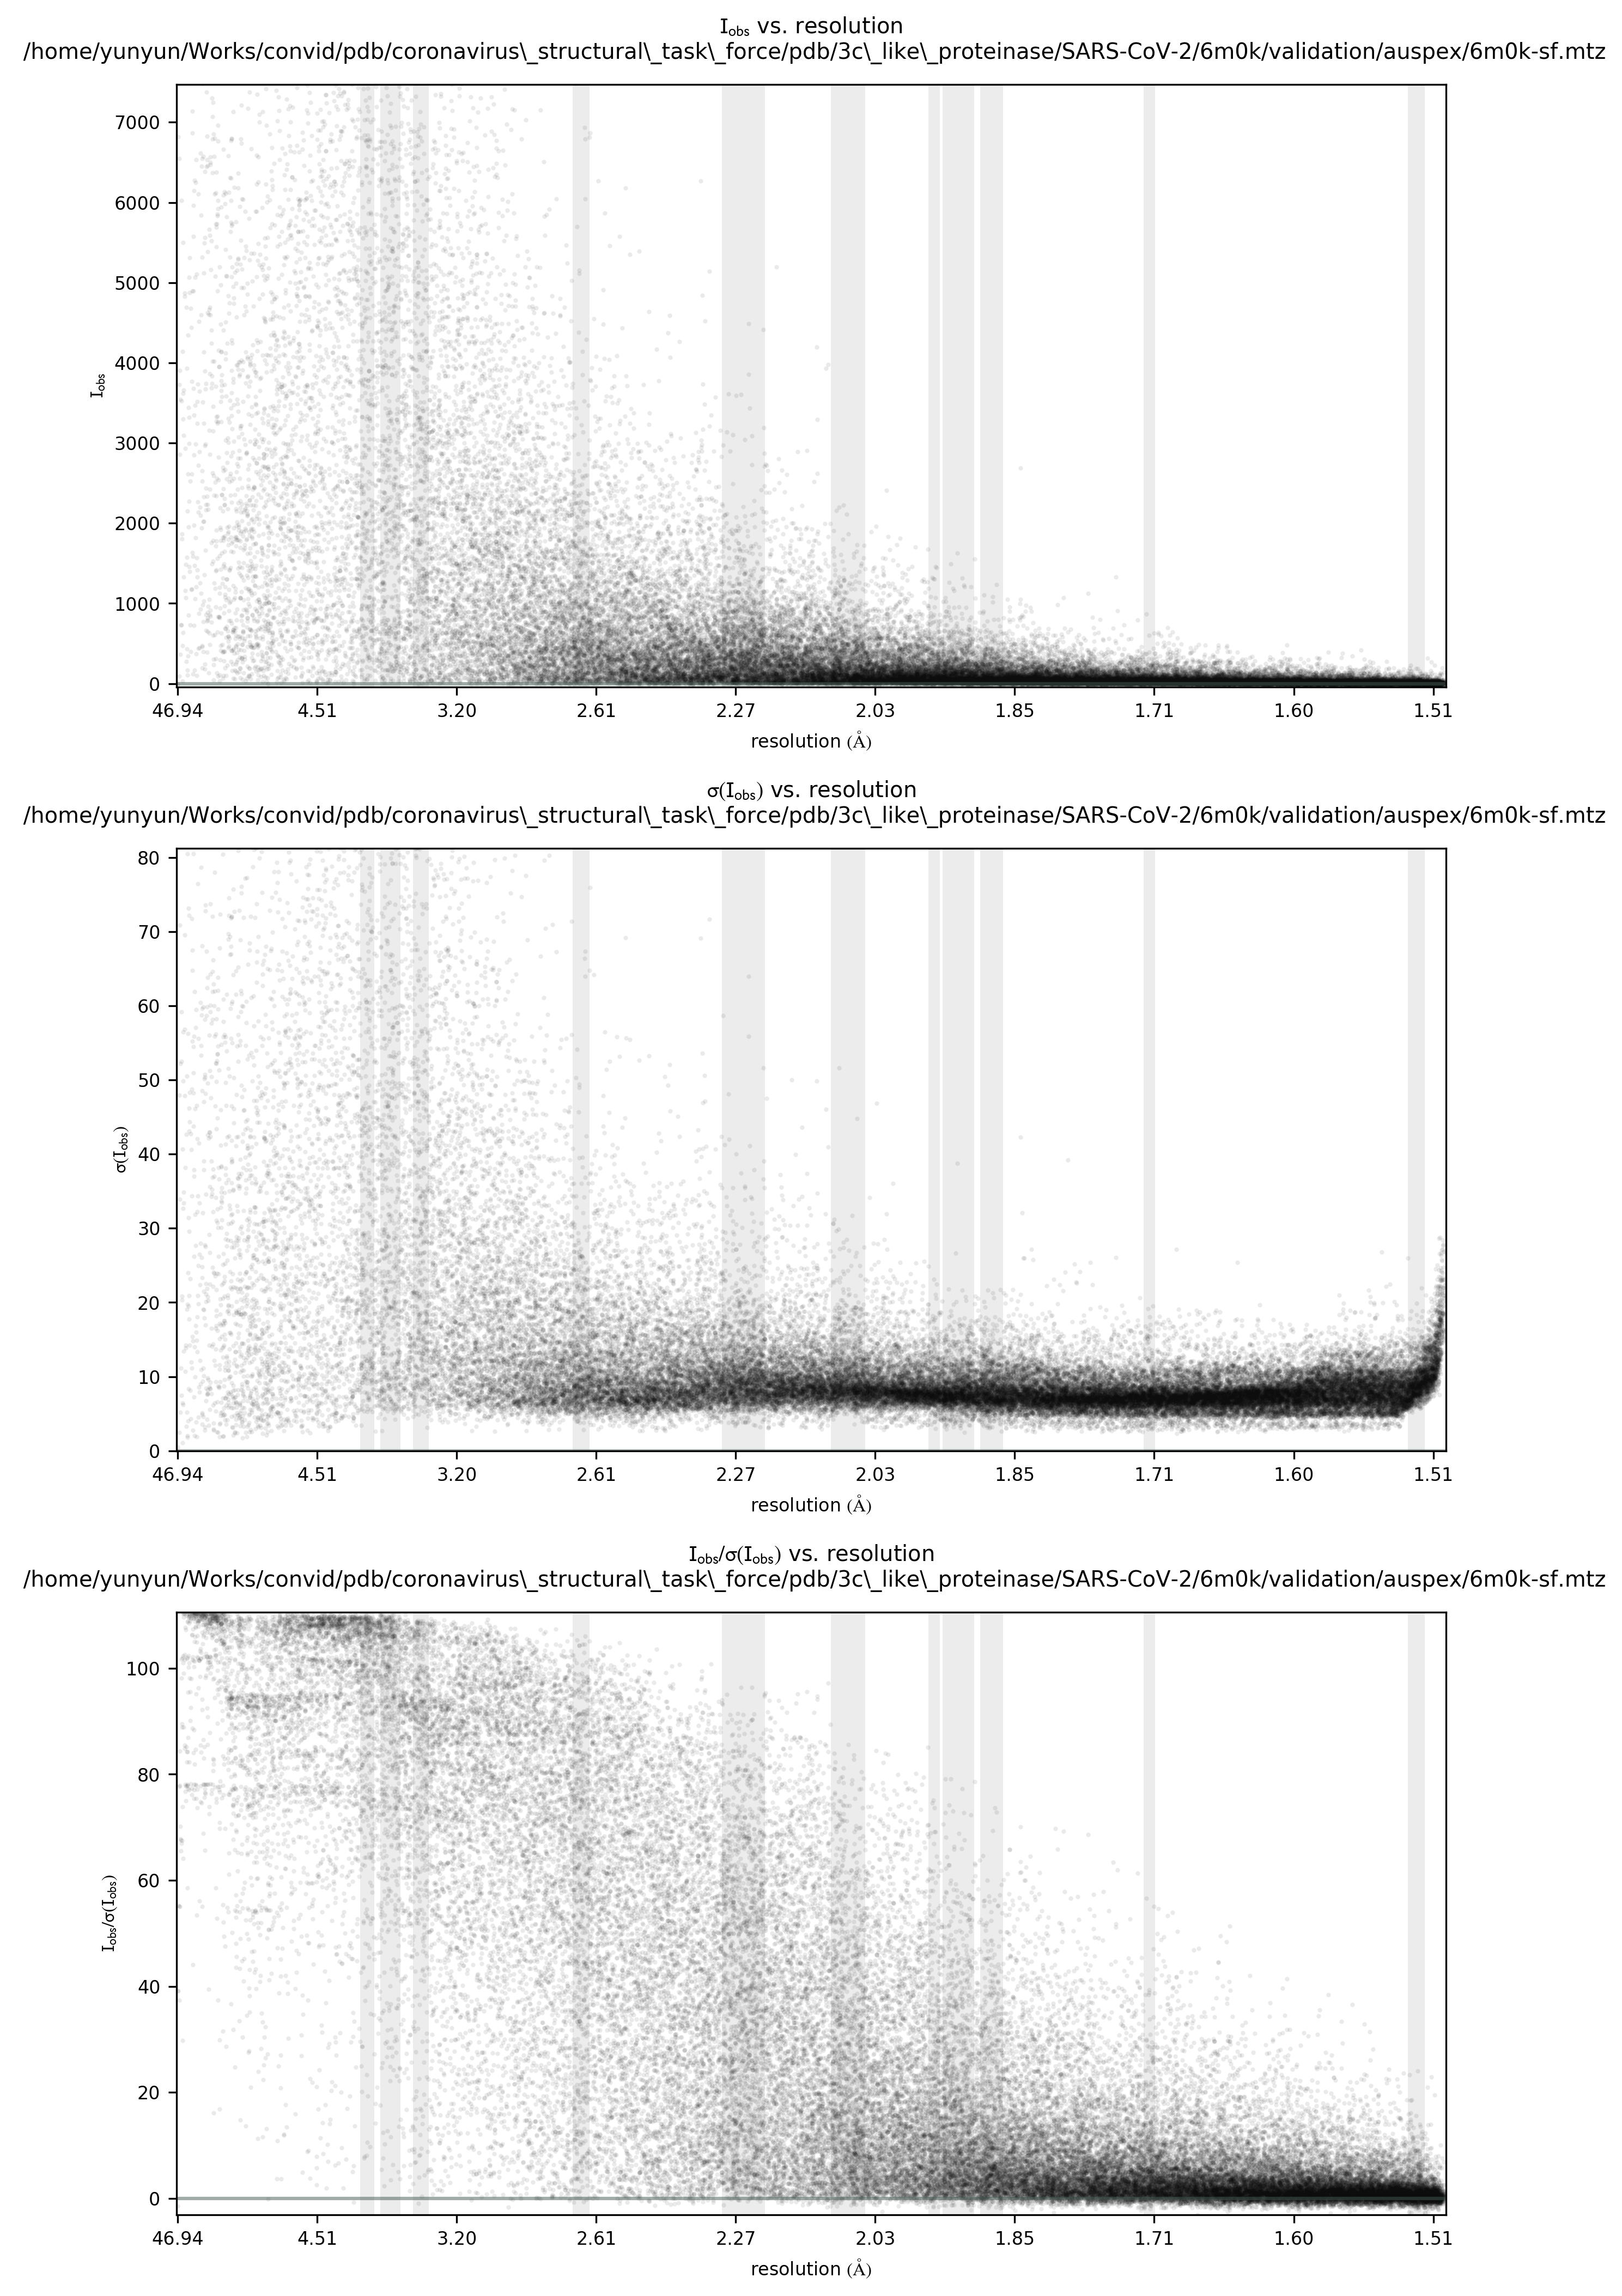 I_obs vs. resolution
/home/yunyun/Works/convid/pdb/coronavirus\_structural\_task\_force/pdb/3c\_like\_proteinase/SARS-CoV-2/6m0k/validation/auspex/6m0k-sf.mtz
7000
6000
5000
4000
3000
2000
1000
0
I_obs
46.94 4.51 3.20 2.61 2.27 2.03 1.85 1.71 1.60 1.51
resolution (Å)
σ(I_obs) vs. resolution
/home/yunyun/Works/convid/pdb/coronavirus\_structural\_task\_force/pdb/3c\_like\_proteinase/SARS-CoV-2/6m0k/validation/auspex/6m0k-sf.mtz
80
70
60
50
40
30
20
10
0
σ(I_obs)
46.94 4.51 3.20 2.61 2.27 2.03 1.85 1.71 1.60 1.51
resolution (Å)
I_obs/σ(I_obs) vs. resolution
/home/yunyun/Works/convid/pdb/coronavirus\_structural\_task\_force/pdb/3c\_like\_proteinase/SARS-CoV-2/6m0k/validation/auspex/6m0k-sf.mtz
100
80
60
40
20
0
I_obs/σ(I_obs)
46.94 4.51 3.20 2.61 2.27 2.03 1.85 1.71 1.60 1.51
resolution (Å)